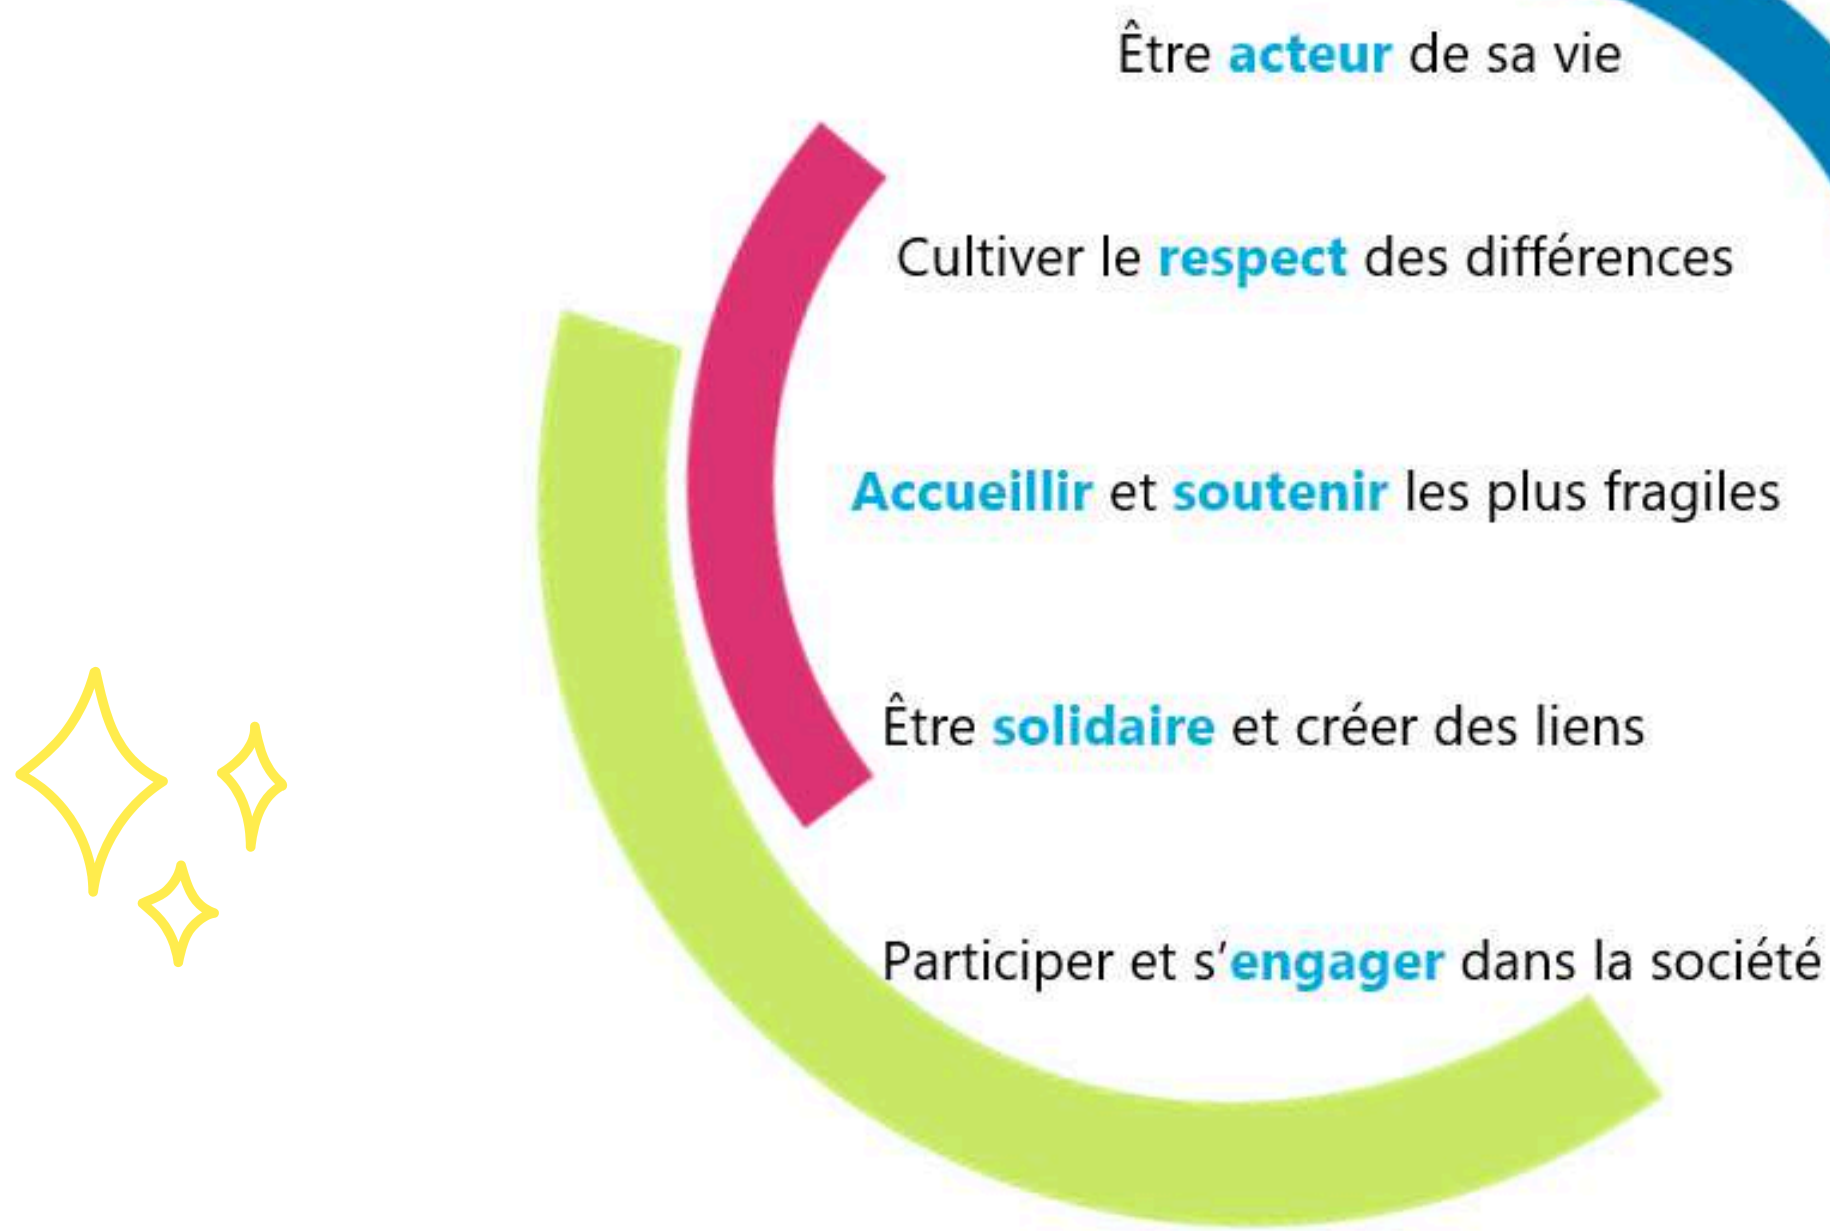 Être acteur de sa vie
Cultiver le respect des différences
Accueillir et soutenir les plus fragiles
Être solidaire et créer des liens
Participer et s'engager dans la société